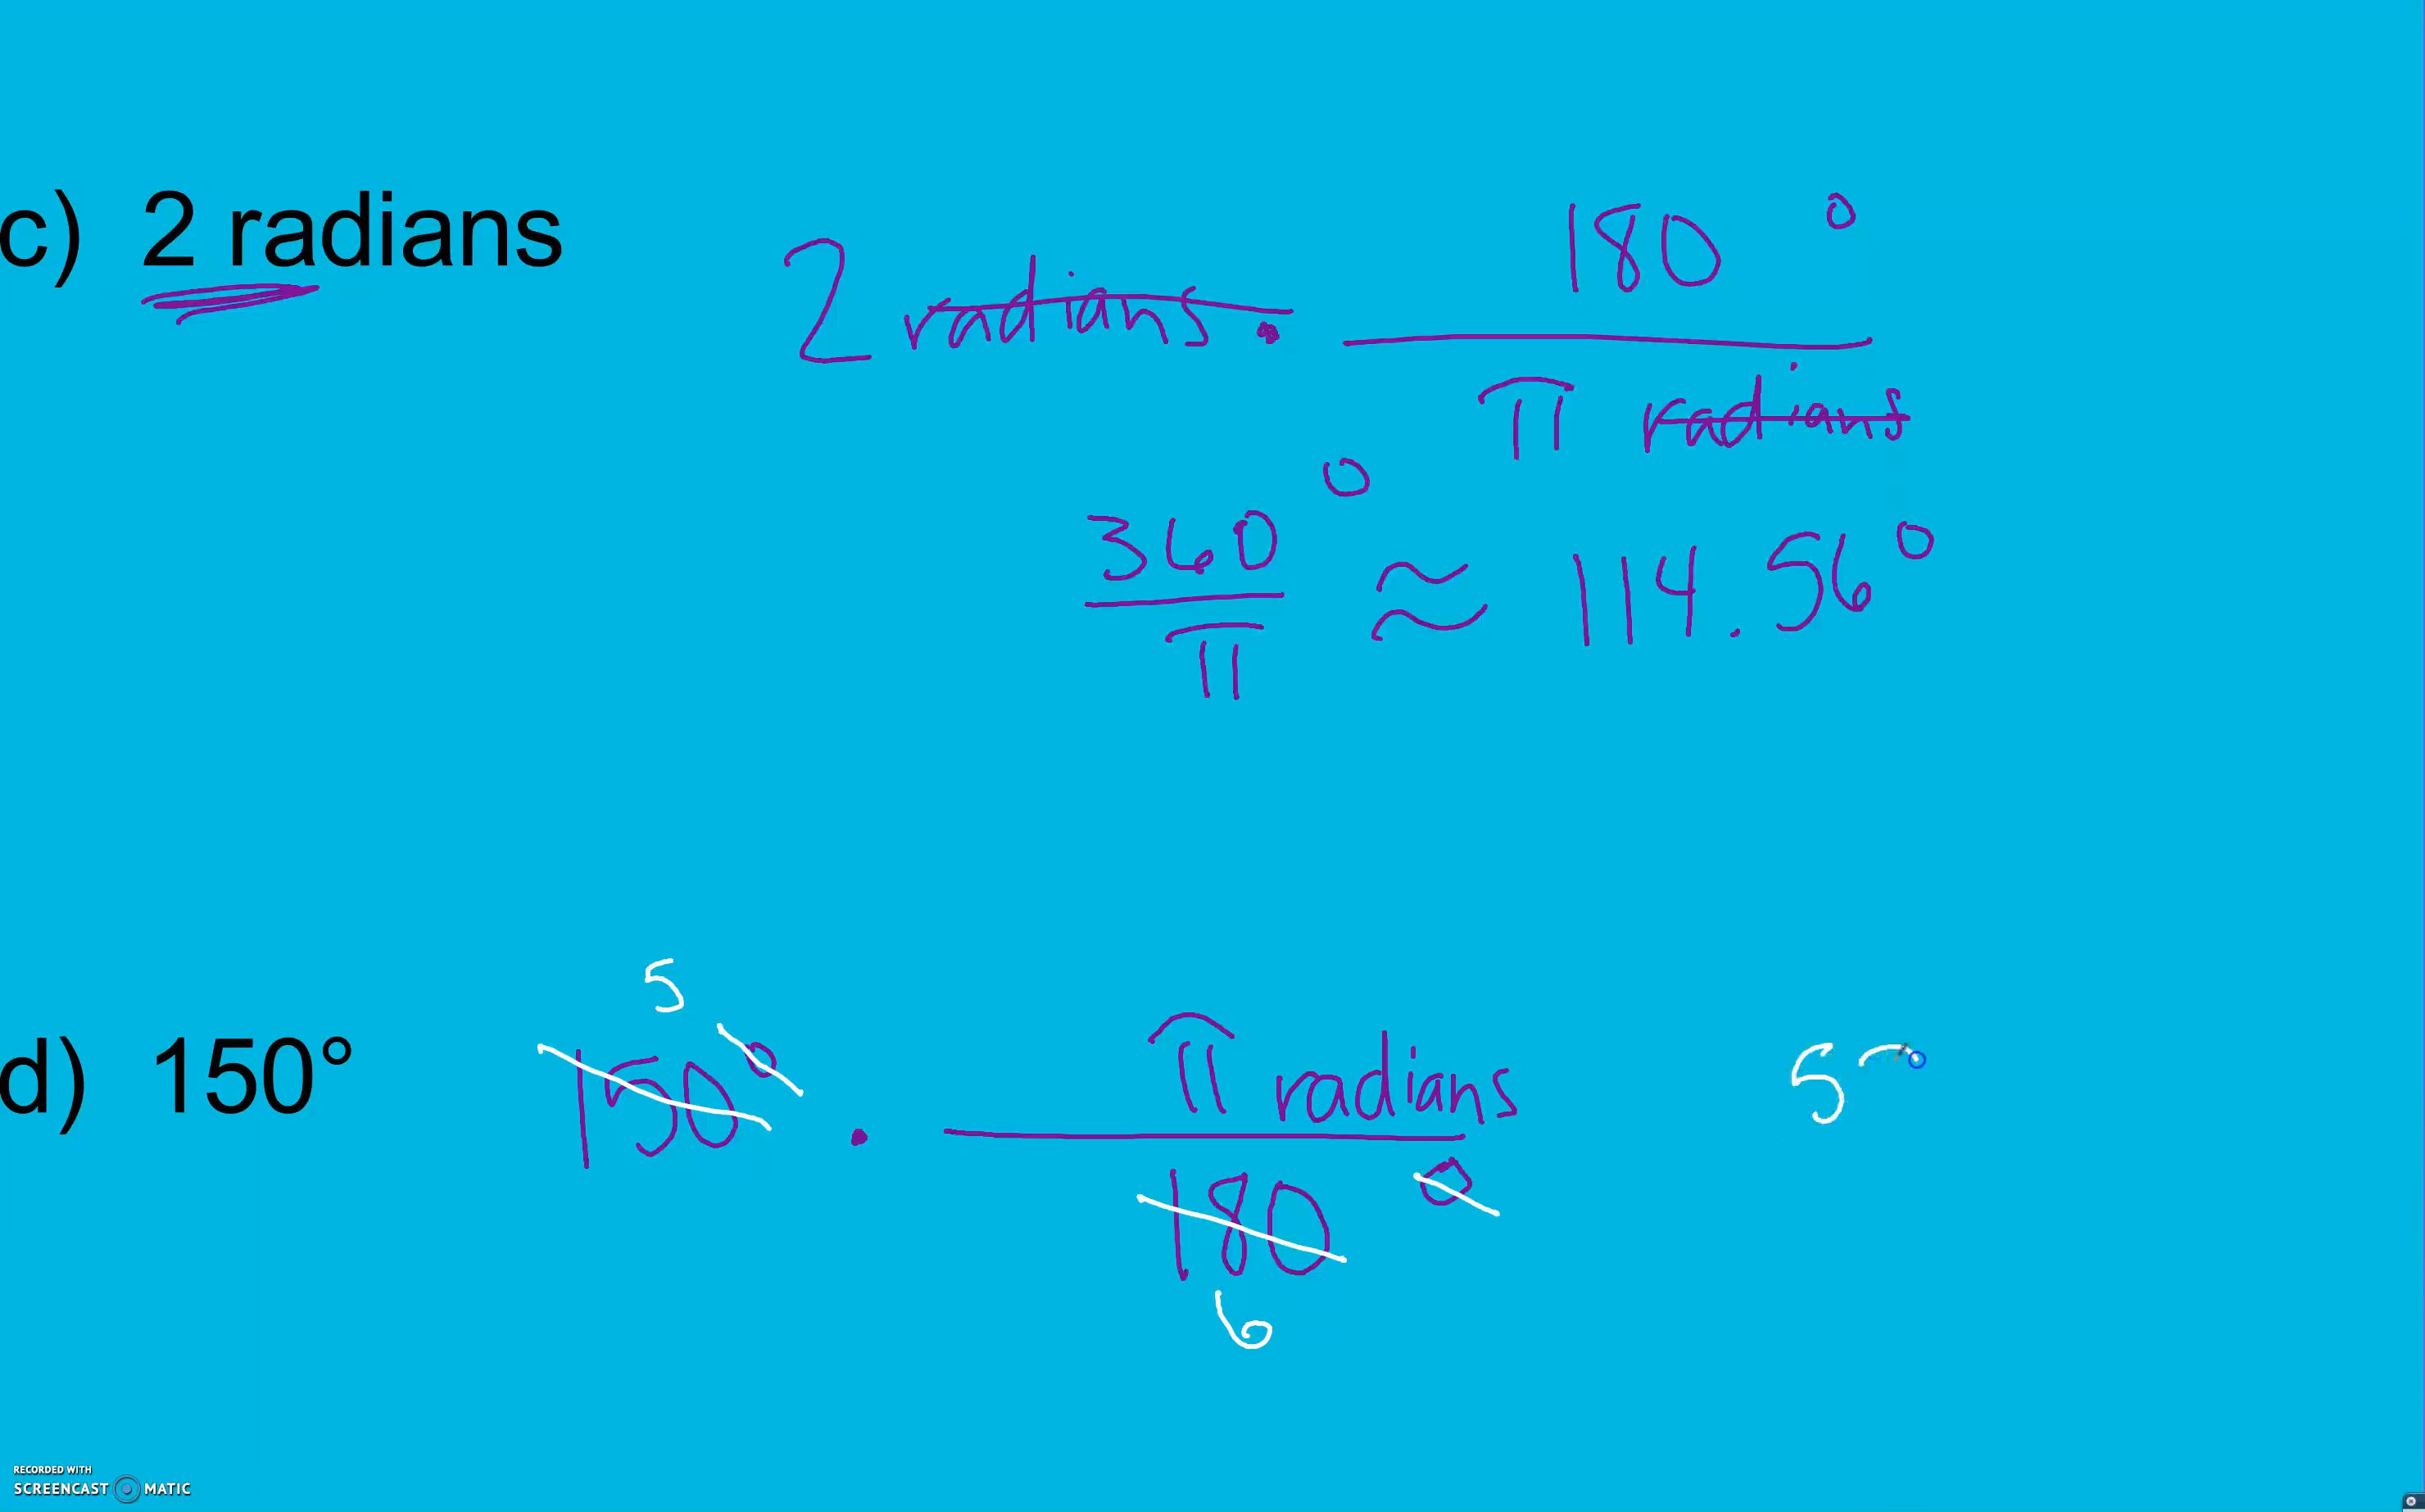 c) 2 radians
2 radians · 180°
π radians
360° ≈ 114.56°
π
5
d) 150°
150° · π radians
180°
6
5
RECORDED WITH
SCREENCAST MATIC